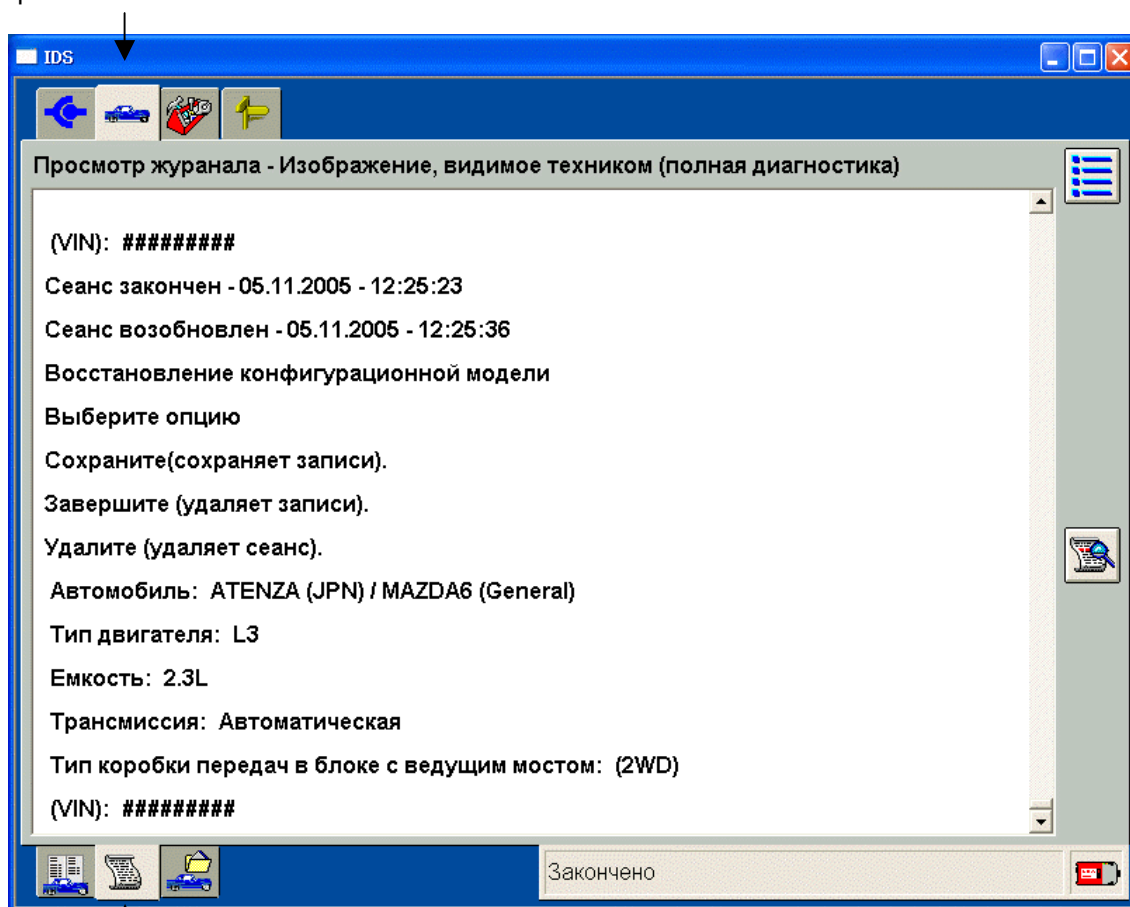 IDS
Просмотр журанала - Изображение, видимое техником (полная диагностика)
(VIN): #########
Сеанс закончен - 05.11.2005 - 12:25:23
Сеанс возобновлен - 05.11.2005 - 12:25:36
Восстановление конфигурационной модели
Выберите опцию
Сохраните(сохраняет записи).
Завершите (удаляет записи).
Удалите (удаляет сеанс).
Автомобиль: ATENZA (JPN) / MAZDA6 (General)
Тип двигателя: L3
Емкость: 2.3L
Трансмиссия: Автоматическая
Тип коробки передач в блоке с ведущим мостом: (2WD)
(VIN): #########
Закончено